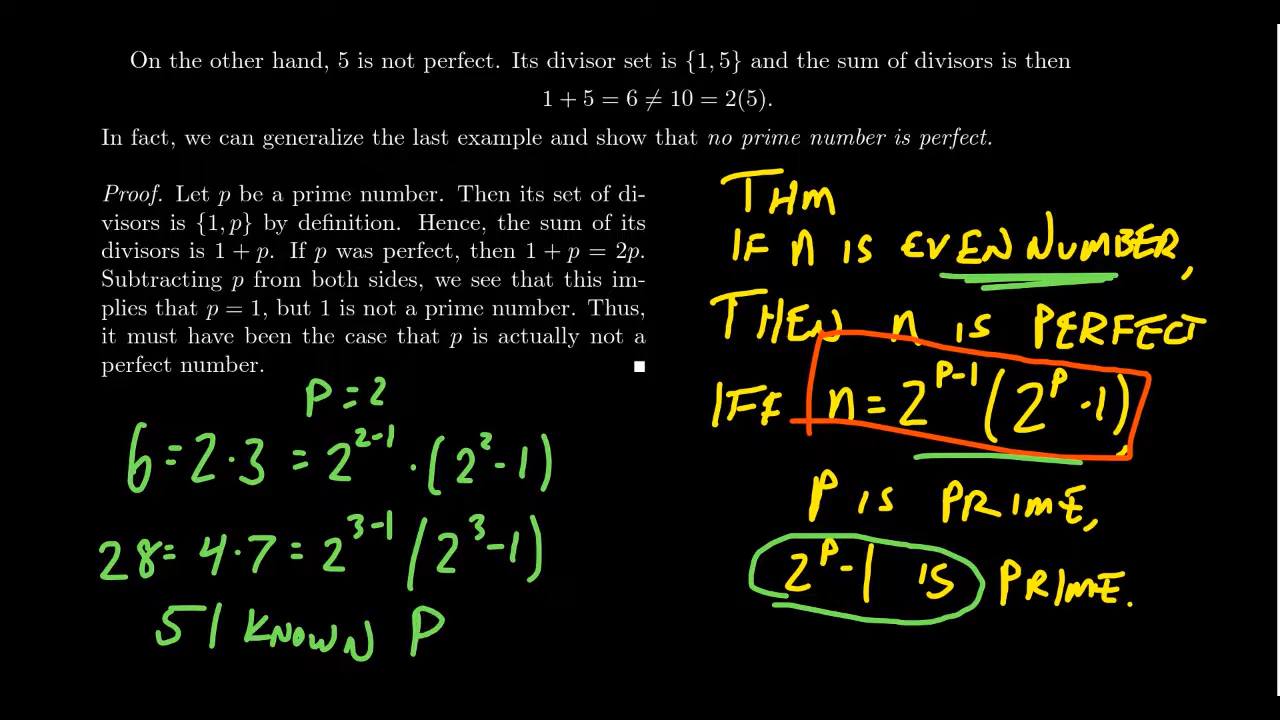 On the other hand, 5 is not perfect. Its divisor set is {1, 5} and the sum of divisors is then
1 + 5 = 6 ≠ 10 = 2(5).
In fact, we can generalize the last example and show that no prime number is perfect.
Proof. Let p be a prime number. Then its set of di-
visors is {1, p} by definition. Hence, the sum of its
divisors is 1 + p. If p was perfect, then 1 + p = 2p.
Subtracting p from both sides, we see that this im-
plies that p = 1, but 1 is not a prime number. Thus,
it must have been the case that p is actually not a
perfect number. ■
P = 2
6 = 2 · 3 = 2^{2-1} · (2^2 - 1)
28 = 4 · 7 = 2^{3-1} (2^3 - 1)
51 KNOWN P
THM
IF n IS EVEN NUMBER,
THEN n IS PERFECT
IFF n = 2^{P-1} (2^P - 1),
P IS PRIME,
2^P - 1 IS PRIME.